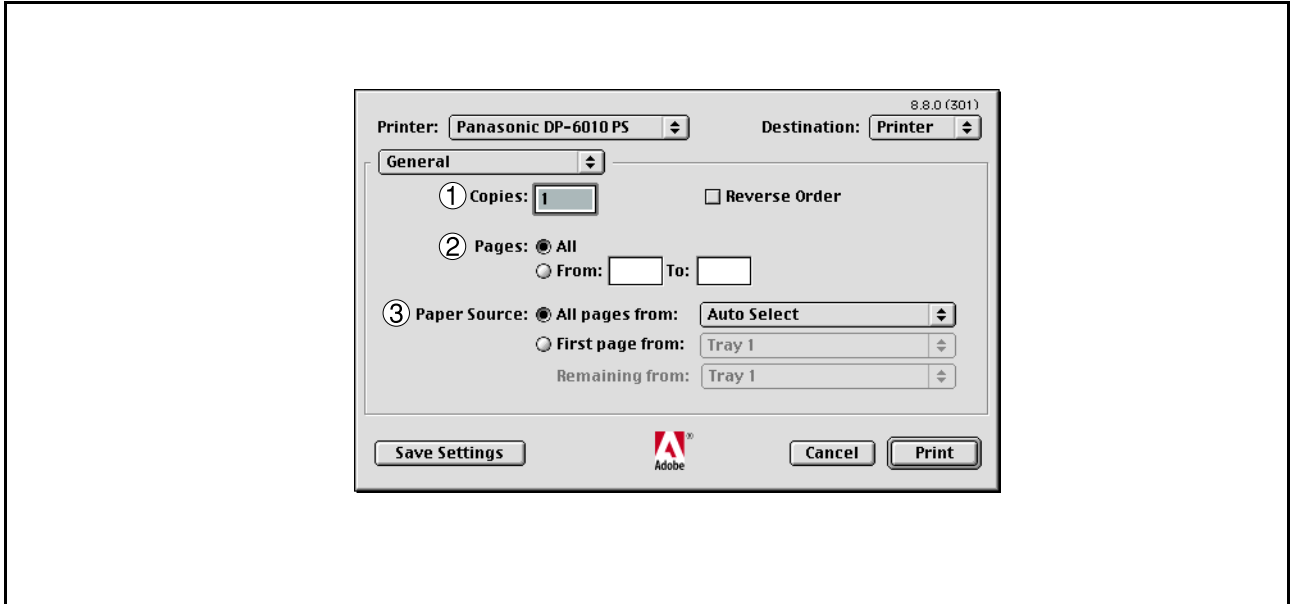 8.8.0 (301)
Printer: Panasonic DP-6010 PS Destination: Printer
General
① Copies: 1 Reverse Order
② Pages: All
From: To:
③ Paper Source: All pages from: Auto Select
First page from: Tray 1
Remaining from: Tray 1
Save Settings Adobe® Cancel Print